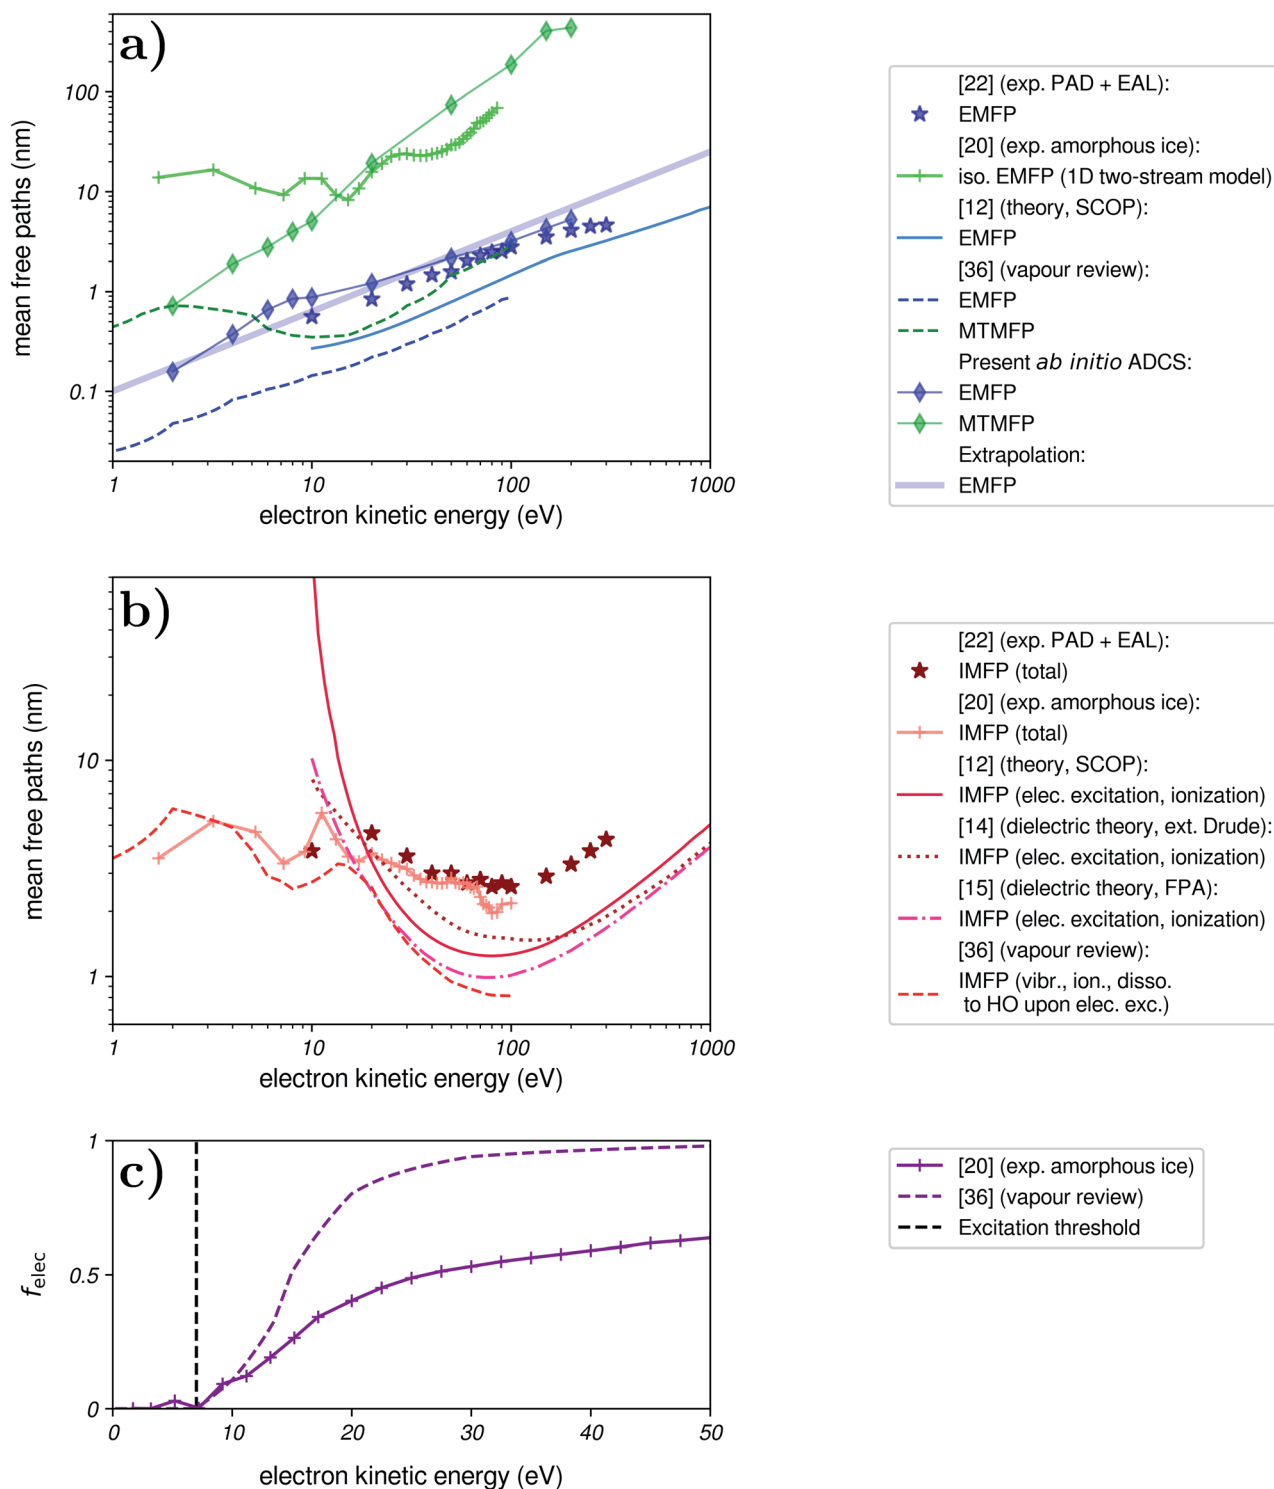 a)
100
10
1
0.1
mean free paths (nm)
1
10
100
1000
electron kinetic energy (eV)
[22] (exp. PAD + EAL):
EMFP
[20] (exp. amorphous ice):
iso. EMFP (1D two-stream model)
[12] (theory, SCOP):
EMFP
[36] (vapour review):
EMFP
MTMFP
Present ab initio ADCS:
EMFP
MTMFP
Extrapolation:
EMFP
b)
10
1
mean free paths (nm)
1
10
100
1000
electron kinetic energy (eV)
[22] (exp. PAD + EAL):
IMFP (total)
[20] (exp. amorphous ice):
IMFP (total)
[12] (theory, SCOP):
IMFP (elec. excitation, ionization)
[14] (dielectric theory, ext. Drude):
IMFP (elec. excitation, ionization)
[15] (dielectric theory, FPA):
IMFP (elec. excitation, ionization)
[36] (vapour review):
IMFP (vibr., ion., disso.
to HO upon elec. exc.)
c)
1
0.5
0
felec
0
10
20
30
40
50
electron kinetic energy (eV)
[20] (exp. amorphous ice)
[36] (vapour review)
Excitation threshold